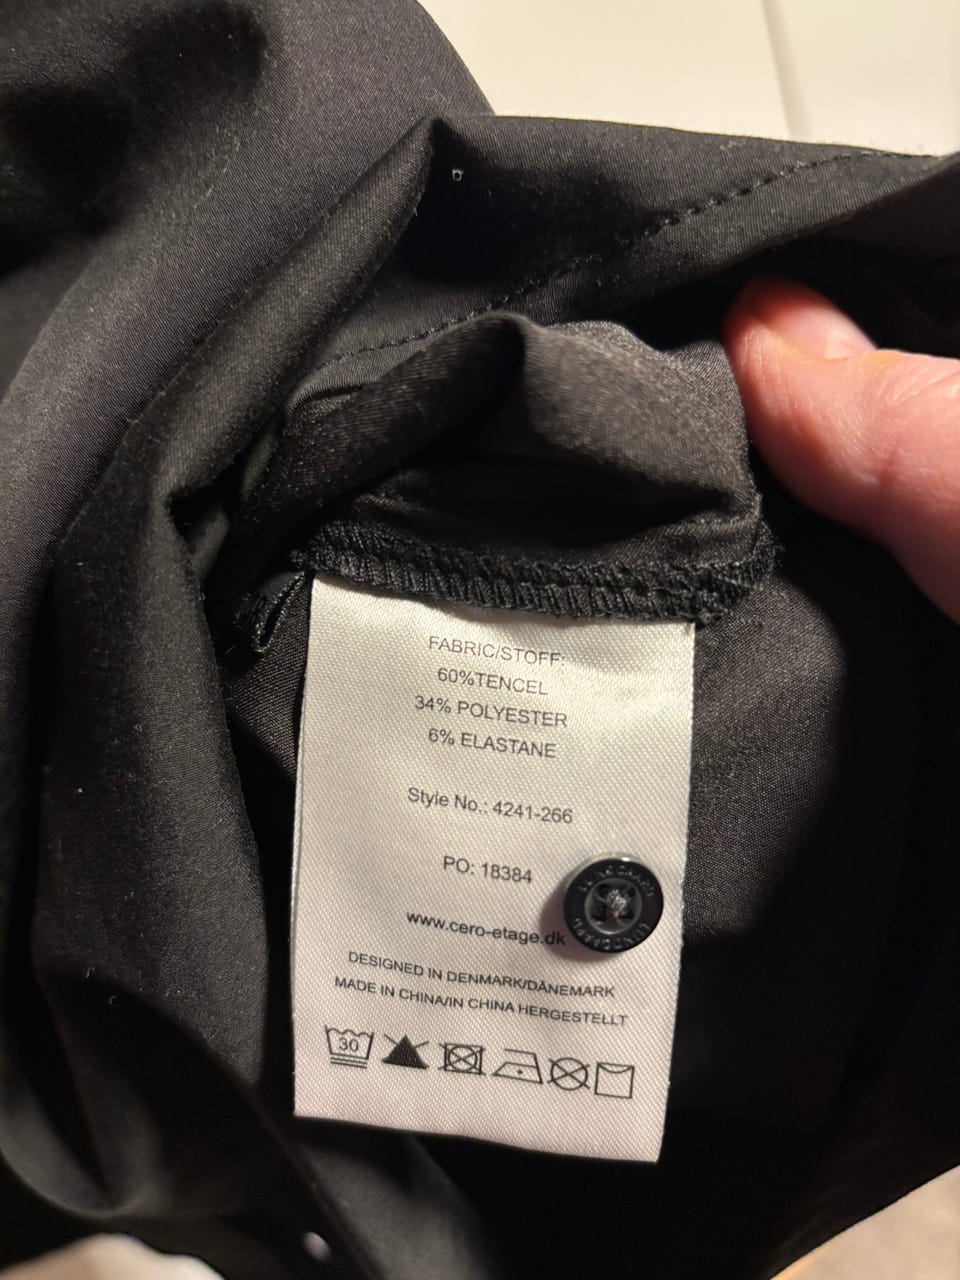 FABRIC/STOFF:
60%TENCEL
34% POLYESTER
6% ELASTANE
Style No.: 4241-266
PO: 18384
www.cero-etage.dk
DESIGNED IN DENMARK/DÄNEMARK
MADE IN CHINA/IN CHINA HERGESTELLT
30